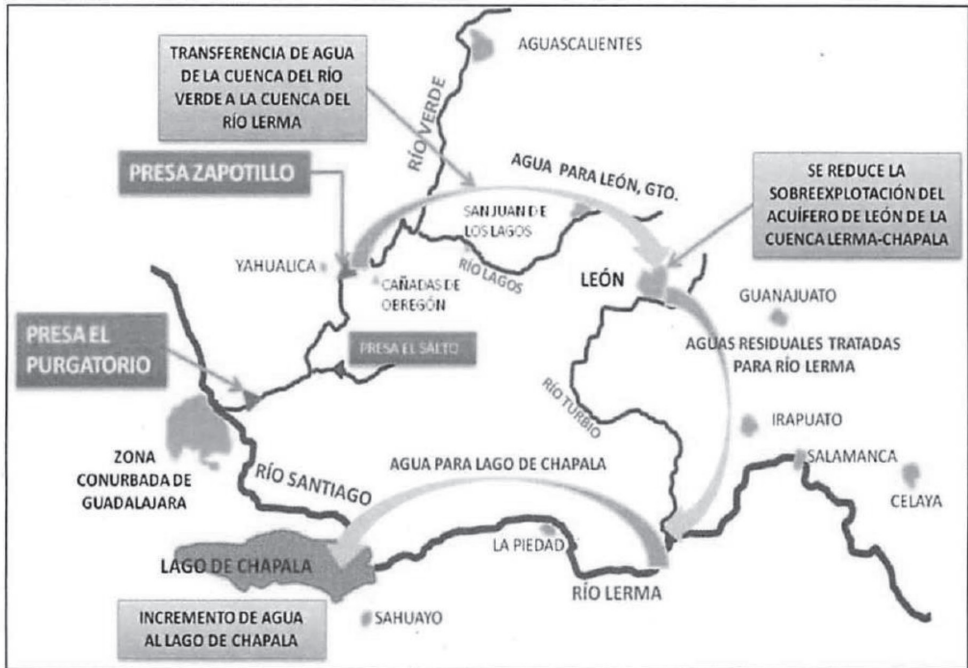 AGUASCALIENTES
TRANSFERENCIA DE AGUA
DE LA CUENCA DEL RÍO
VERDE A LA CUENCA DEL
RÍO LERMA
RÍO VERDE
PRESA ZAPOTILLO
AGUA PARA LEÓN, GTO.
SE REDUCE LA
SOBREEXPLOTACIÓN DEL
ACUÍFERO DE LEÓN DE LA
CUENCA LERMA-CHAPALA
SAN JUAN DE
LOS LAGOS
RÍO LAGOS
YAHUALICA
CAÑADAS DE
OBREGÓN
LEÓN
GUANAJUATO
PRESA EL
PURGATORIO
PRESA EL SALTO
AGUAS RESIDUALES TRATADAS
PARA RÍO LERMA
RÍO TURBIO
IRAPUATO
SALAMANCA
CELAYA
ZONA
CONURBADA DE
GUADALAJARA
RÍO SANTIAGO
AGUA PARA LAGO DE CHAPALA
LA PIEDAD
LAGO DE CHAPALA
RÍO LERMA
INCREMENTO DE AGUA
AL LAGO DE CHAPALA
SAHUAYO